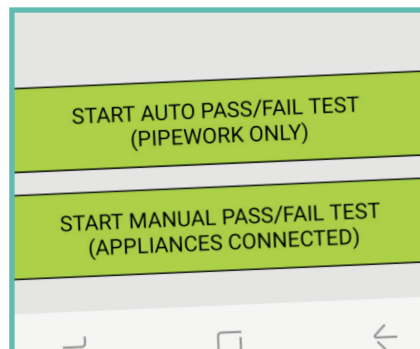 START AUTO PASS/FAIL TEST
(PIPEWORK ONLY)
START MANUAL PASS/FAIL TEST
(APPLIANCES CONNECTED)